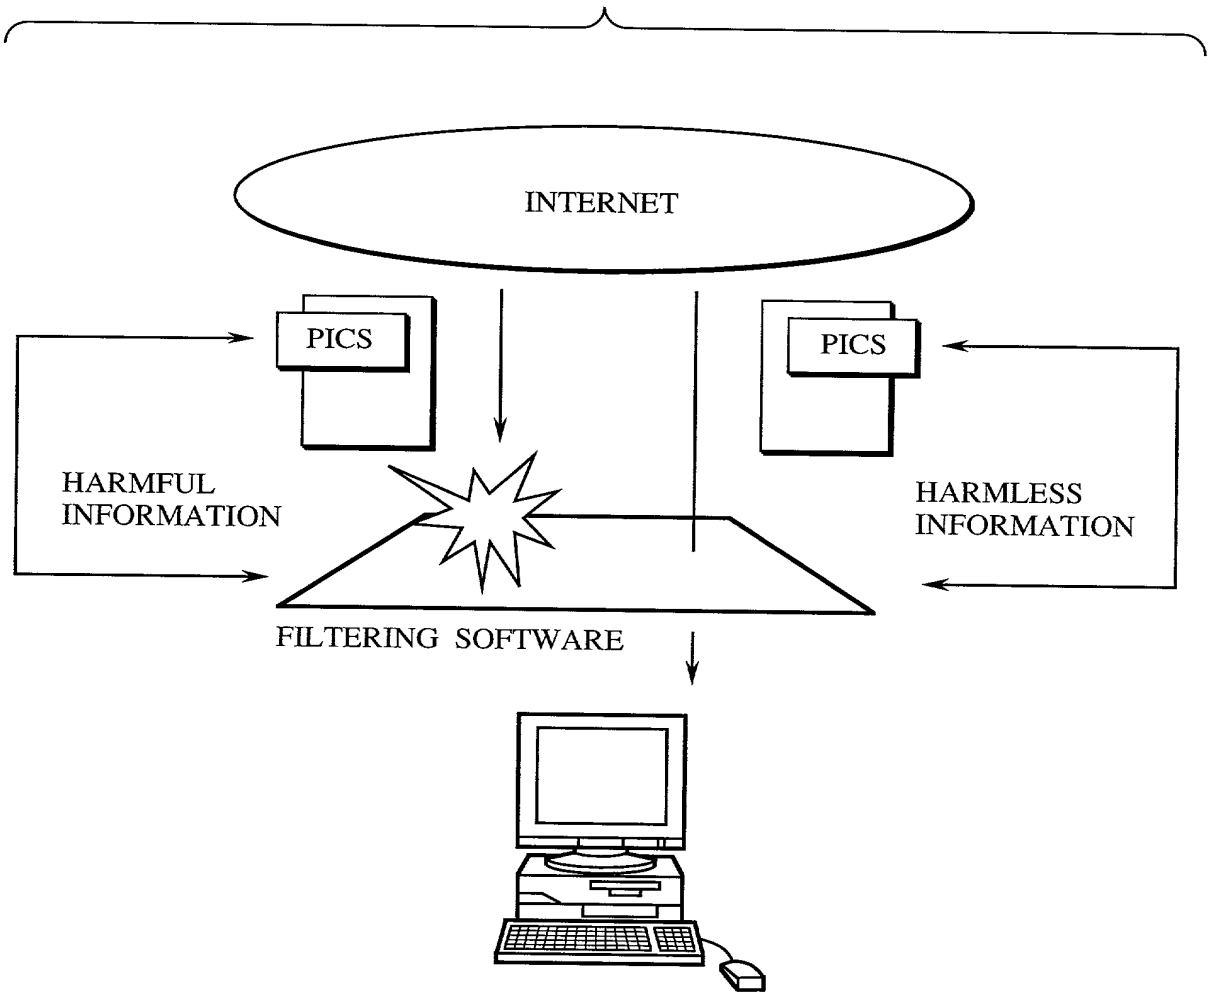 INTERNET
PICS
PICS
HARMFUL
INFORMATION
HARMLESS
INFORMATION
FILTERING SOFTWARE